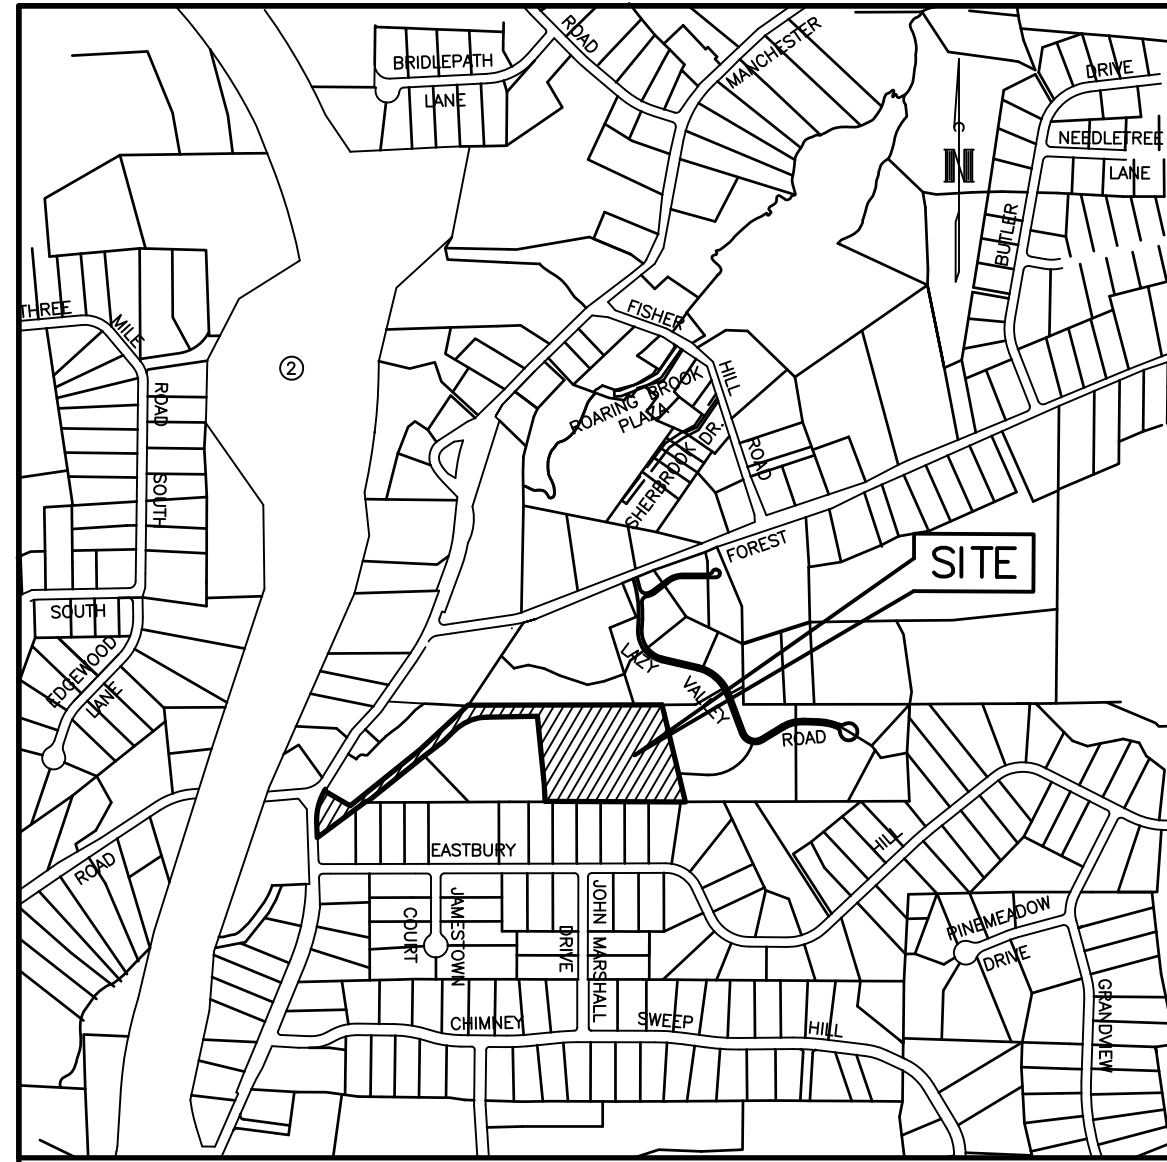 ROAD
MANCHESTER
BRIDLEPATH
LANE
DRIVE
NEEDLETREE
LANE
C
N
BUTLER
THREE
MILE
ROAD
SOUTH
2
FISHER
HILL
ROAD
ROARING BROOK
PLAZA
SHERBROOK DR.
FOREST
SITE
SOUTH
EDGEWOOD
LANE
LAZY
VALLEY
ROAD
ROAD
EASTBURY
HILL
JAMESTOWN
COURT
JOHN MARSHALL
DRIVE
PINEMEADOW
DRIVE
GRANDVIEW
CHIMNEY
SWEEP
HILL